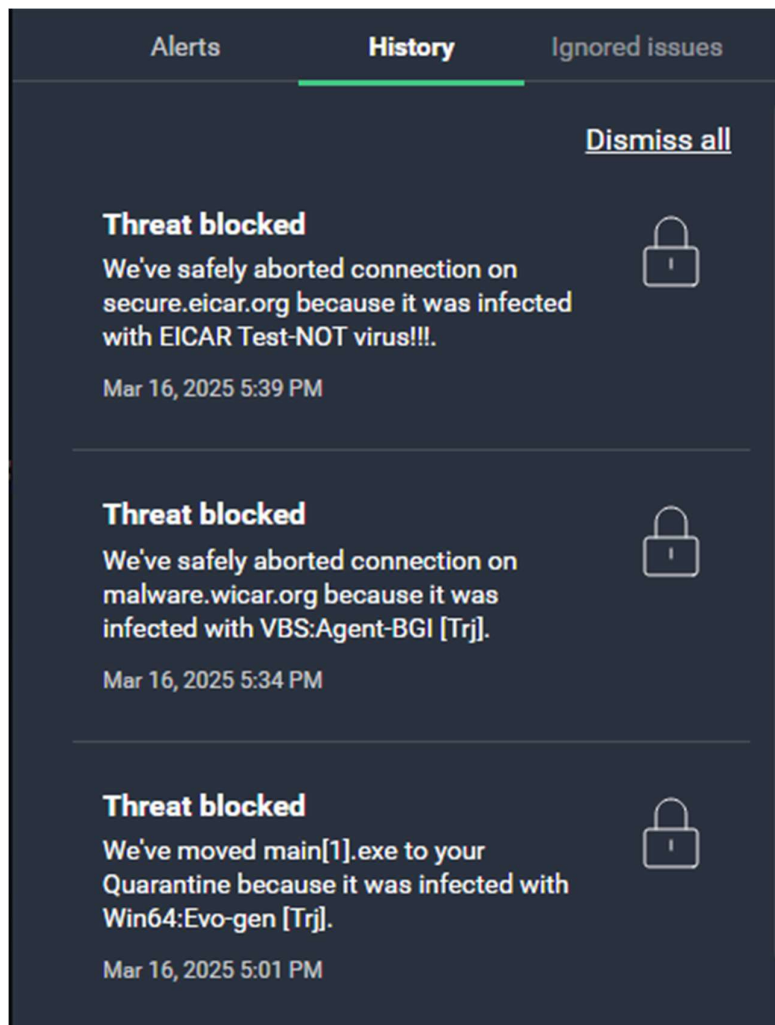 Alerts History Ignored issues
Dismiss all
Threat blocked
We've safely aborted connection on
secure.eicar.org because it was infected
with EICAR Test-NOT virus!!!.
Mar 16, 2025 5:39 PM
Threat blocked
We've safely aborted connection on
malware.wicar.org because it was
infected with VBS:Agent-BGI [Trj].
Mar 16, 2025 5:34 PM
Threat blocked
We've moved main[1].exe to your
Quarantine because it was infected with
Win64:Evo-gen [Trj].
Mar 16, 2025 5:01 PM